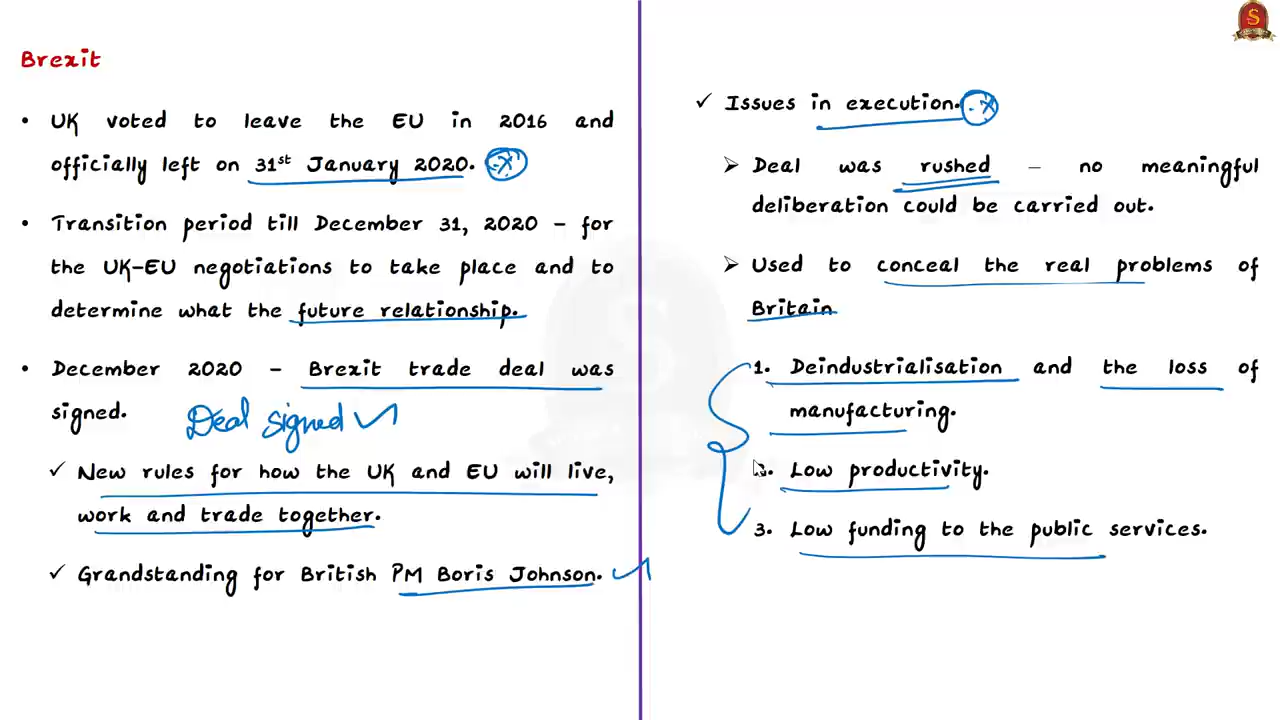 Brexit
• UK voted to leave the EU in 2016 and
officially left on 31st January 2020.
• Transition period till December 31, 2020 – for
the UK-EU negotiations to take place and to
determine what the future relationship.
• December 2020 – Brexit trade deal was
signed.
Deal signed
✓ New rules for how the UK and EU will live,
work and trade together.
✓ Grandstanding for British PM Boris Johnson.
✓ Issues in execution.
➢ Deal was rushed – no meaningful
deliberation could be carried out.
➢ Used to conceal the real problems of
Britain
1. Deindustrialisation and the loss of
manufacturing.
Low productivity.
3. Low funding to the public services.
S